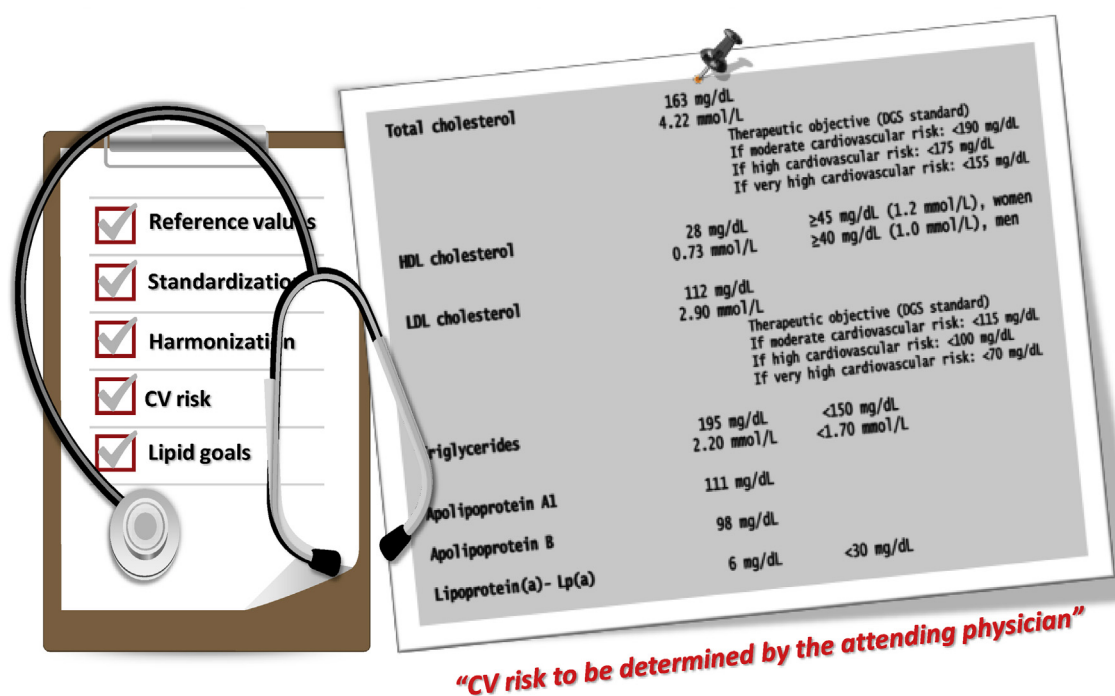 Reference values
Standardization
Harmonization
CV risk
Lipid goals
Total cholesterol 163 mg/dL
4.22 mmol/L
Therapeutic objective (DGS standard)
If moderate cardiovascular risk: <190 mg/dL
If high cardiovascular risk: <175 mg/dL
If very high cardiovascular risk: <155 mg/dL
HDL cholesterol 28 mg/dL ≥45 mg/dL (1.2 mmol/L), women
0.73 mmol/L ≥40 mg/dL (1.0 mmol/L), men
LDL cholesterol 112 mg/dL
2.90 mmol/L
Therapeutic objective (DGS standard)
If moderate cardiovascular risk: <115 mg/dL
If high cardiovascular risk: <100 mg/dL
If very high cardiovascular risk: <70 mg/dL
Triglycerides 195 mg/dL <150 mg/dL
2.20 mmol/L <1.70 mmol/L
Apolipoprotein A1 111 mg/dL
Apolipoprotein B 98 mg/dL
Lipoprotein(a)- Lp(a) 6 mg/dL <30 mg/dL
“CV risk to be determined by the attending physician”